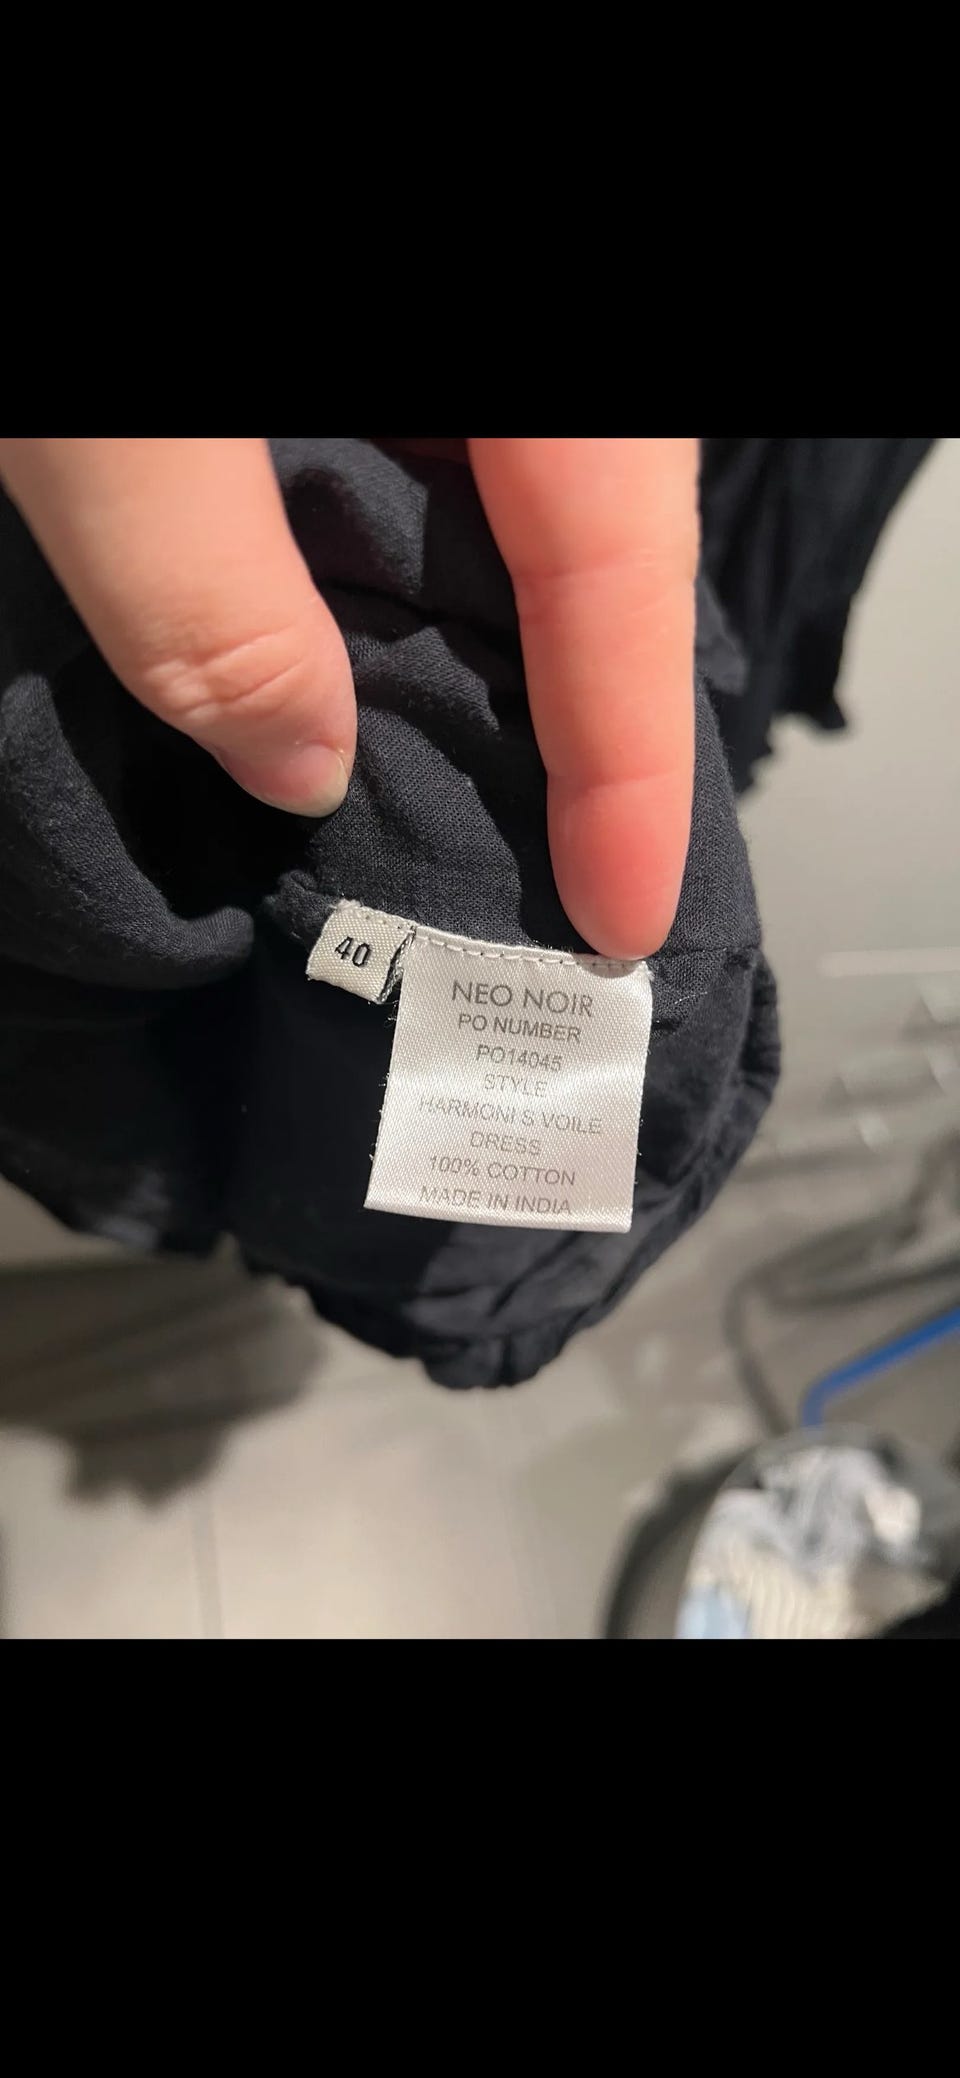 40
NEO NOIR
PO NUMBER
PO14045
STYLE
HARMONI S VOILE
DRESS
100% COTTON
MADE IN INDIA